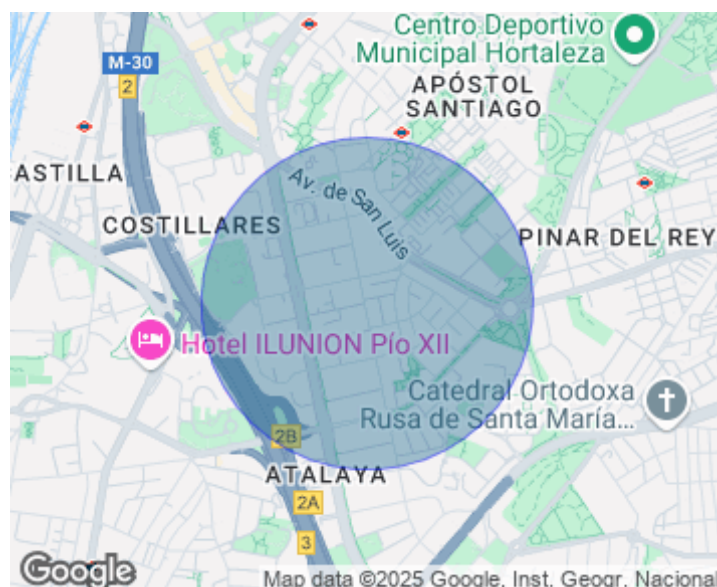 Centro Deportivo
Municipal Hortaleza
M-30
2
APÓSTOL
SANTIAGO
ASTILLA
Av. de San Luis
COSTILLARES
PINAR DEL REY
Hotel ILUNION Pío XII
Catedral Ortodoxa
Rusa de Santa María...
2B
ATALAYA
2A
3
Google
Map data ©2025 Google, Inst. Geogr. Nacional